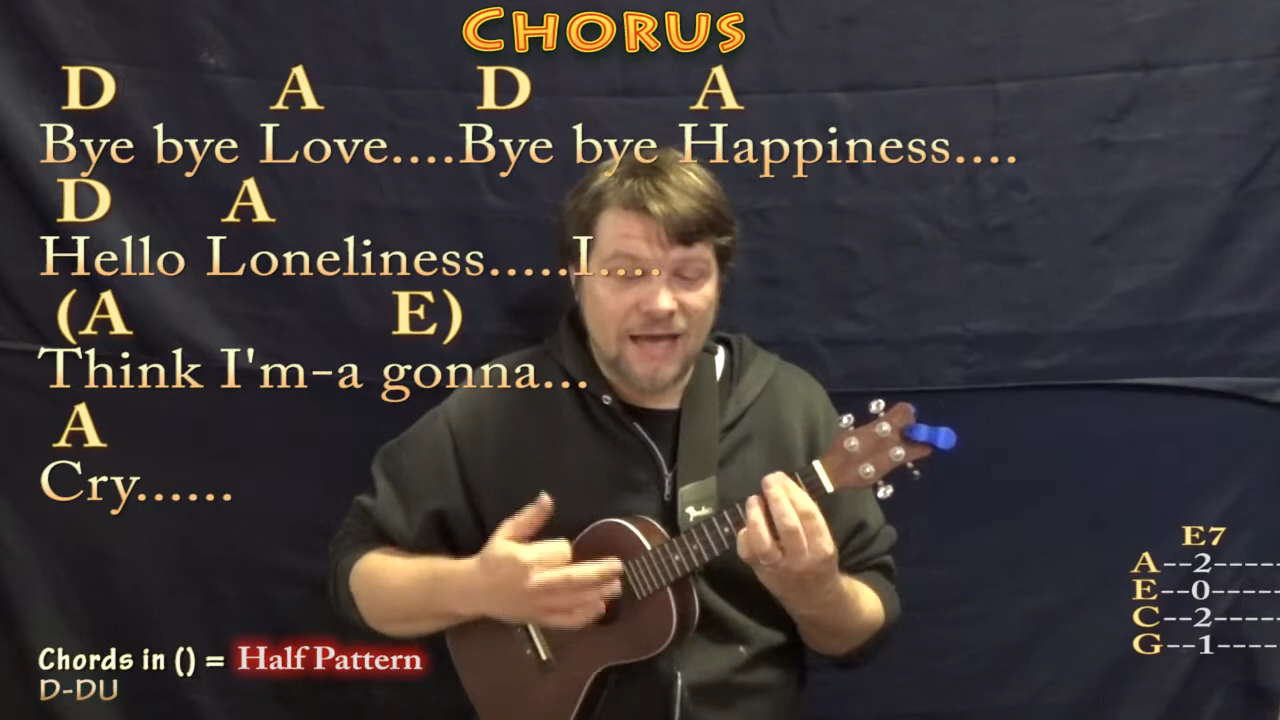 CHORUS
D A D A
Bye bye Love....Bye bye Happiness....
D A
Hello Loneliness.....I....
(A E)
Think I'm-a gonna...
A
Cry......
E7
A--2-----
E--0-----
C--2-----
G--1----
Chords in () = Half Pattern
D-DU
Fender